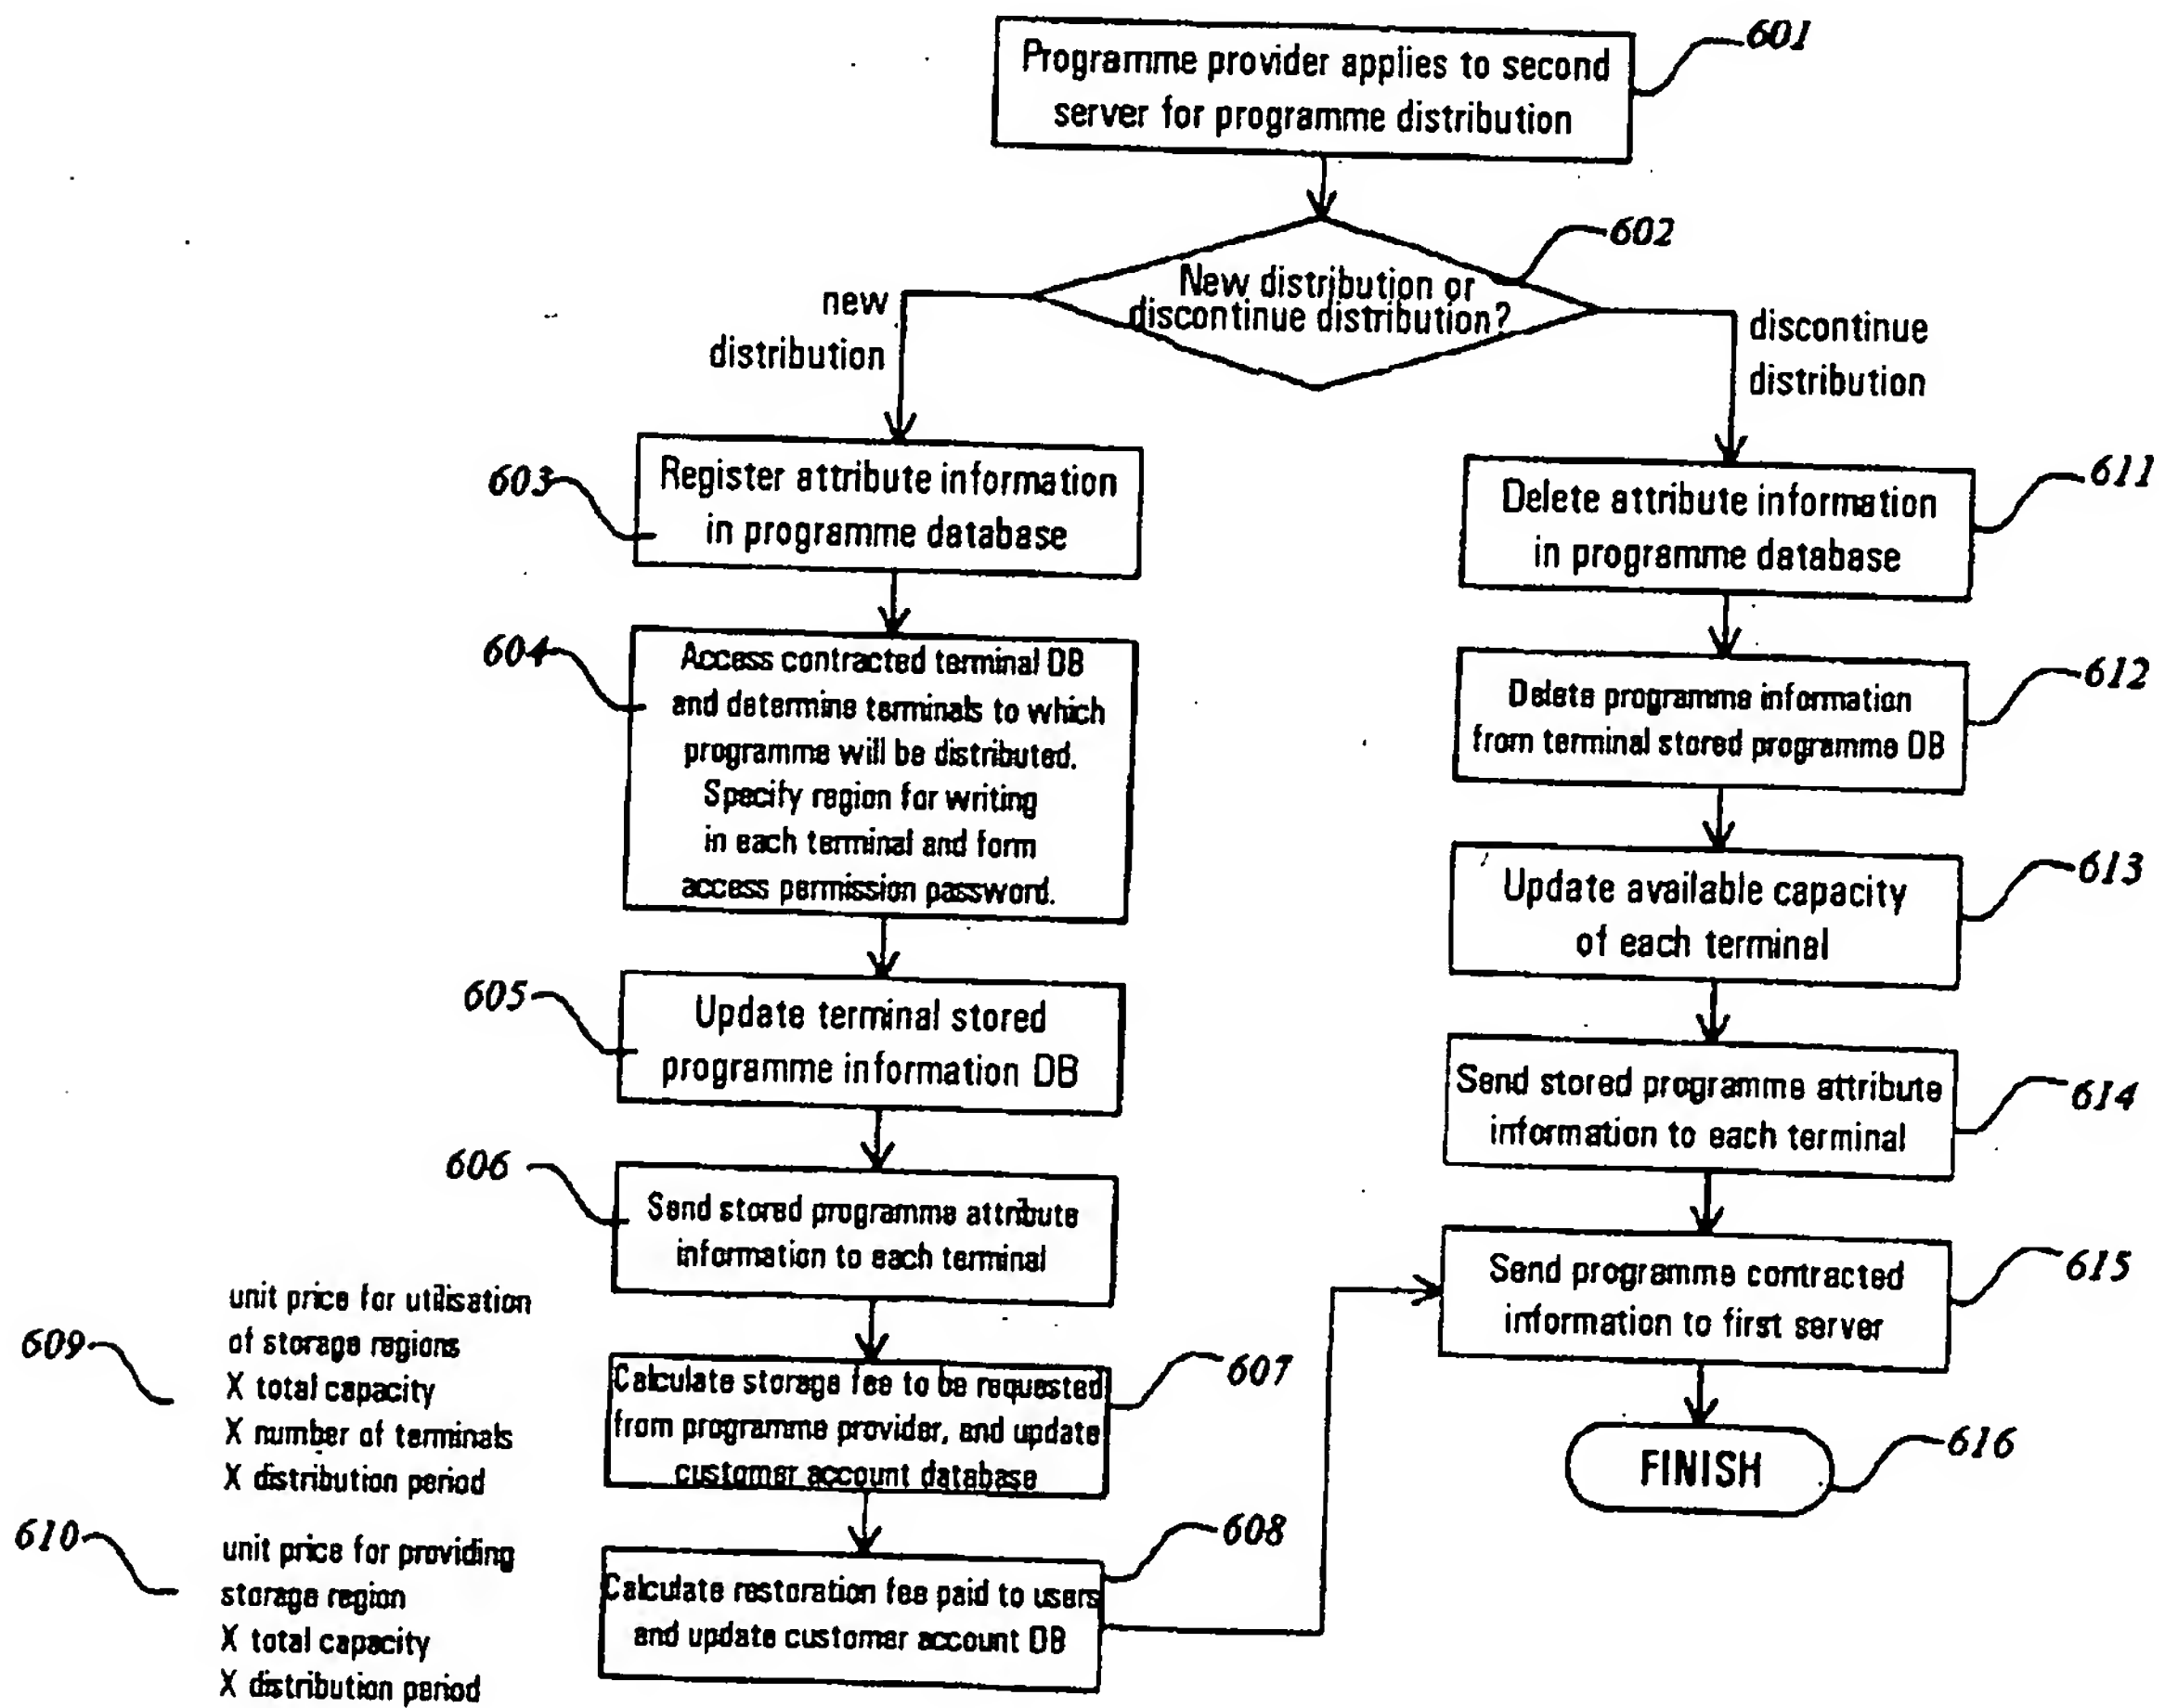 601
Programme provider applies to second
server for programme distribution
602
New distribution or
discontinue distribution?
new
distribution
discontinue
distribution
603
Register attribute information
in programme database
611
Delete attribute information
in programme database
604
Access contracted terminal DB
and determine terminals to which
programme will be distributed.
Specify region for writing
in each terminal and form
access permission password.
612
Delete programme information
from terminal stored programme DB
613
Update available capacity
of each terminal
605
Update terminal stored
programme information DB
614
Send stored programme attribute
information to each terminal
606
Send stored programme attribute
information to each terminal
615
Send programme contracted
information to first server
609
unit price for utilisation
of storage regions
X total capacity
X number of terminals
X distribution period
607
Calculate storage fee to be requested
from programme provider, and update
customer account database
616
FINISH
610
unit price for providing
storage region
X total capacity
X distribution period
608
Calculate restoration fee paid to users
and update customer account DB